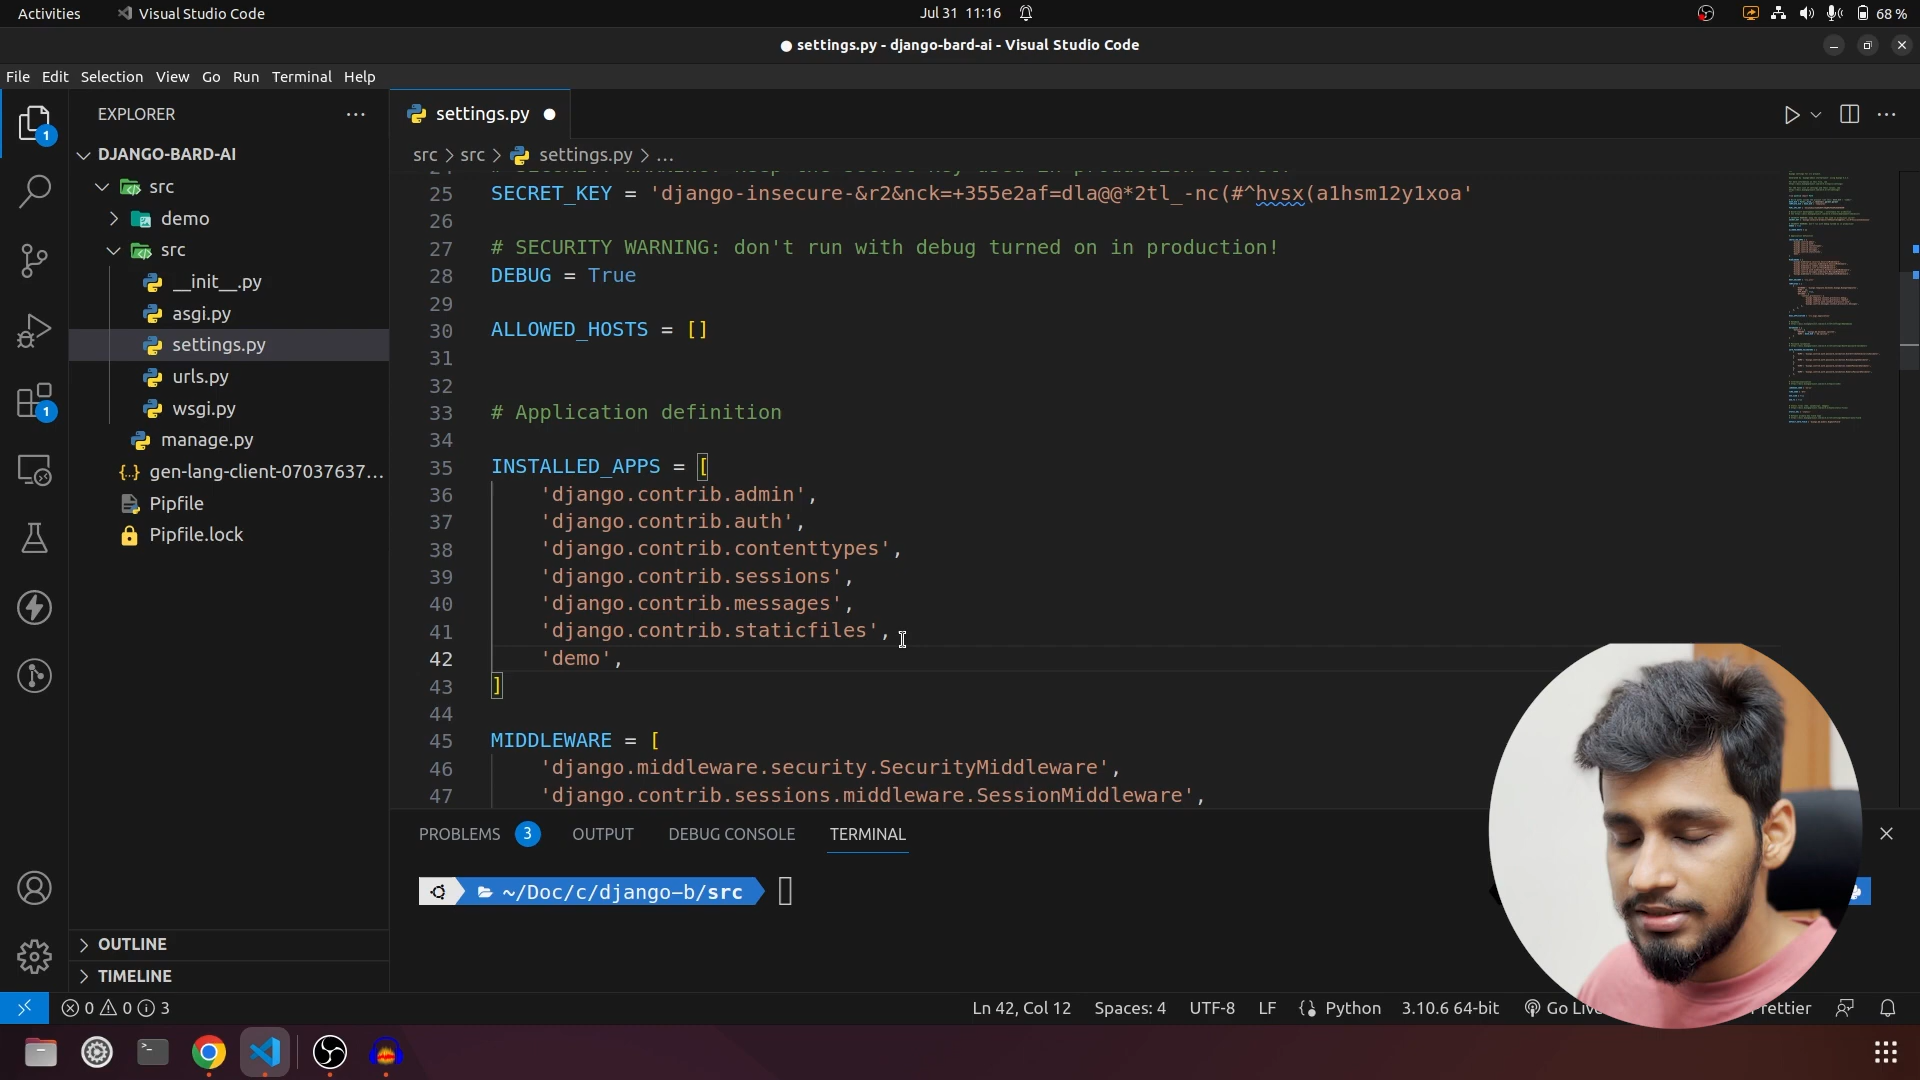 Activities
Visual Studio Code
Jul 31 11:16
68 %
● settings.py - django-bard-ai - Visual Studio Code
File Edit Selection View Go Run Terminal Help
1
EXPLORER
settings.py
DJANGO-BARD-AI
src > src > settings.py > ...
src
demo
src
__init__.py
asgi.py
settings.py
urls.py
wsgi.py
manage.py
gen-lang-client-07037637...
Pipfile
Pipfile.lock
1
25 SECRET_KEY = 'django-insecure-&r2&nck=+355e2af=dla@@*2tl_-nc(#^hvsx(a1hsm12y1xoa'
26
27 # SECURITY WARNING: don't run with debug turned on in production!
28 DEBUG = True
29
30 ALLOWED_HOSTS = []
31
32
33 # Application definition
34
35 INSTALLED_APPS = [
36 'django.contrib.admin',
37 'django.contrib.auth',
38 'django.contrib.contenttypes',
39 'django.contrib.sessions',
40 'django.contrib.messages',
41 'django.contrib.staticfiles',
42 'demo',
43 ]
44
45 MIDDLEWARE = [
46 'django.middleware.security.SecurityMiddleware',
47 'django.contrib.sessions.middleware.SessionMiddleware',
PROBLEMS 3 OUTPUT DEBUG CONSOLE TERMINAL
~/Doc/c/django-b/src
OUTLINE
TIMELINE
0 0 3
Ln 42, Col 12 Spaces: 4 UTF-8 LF Python 3.10.6 64-bit